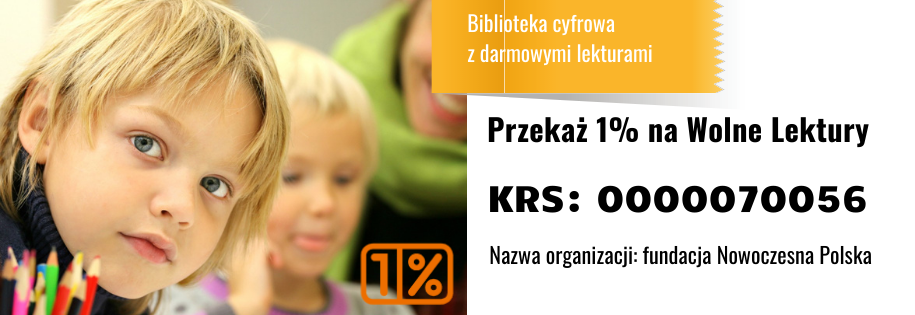 Biblioteka cyfrowa
z darmowymi lekturami
Przekaż 1% na Wolne Lektury
KRS: 0000070056
Nazwa organizacji: fundacja Nowoczesna Polska
1%